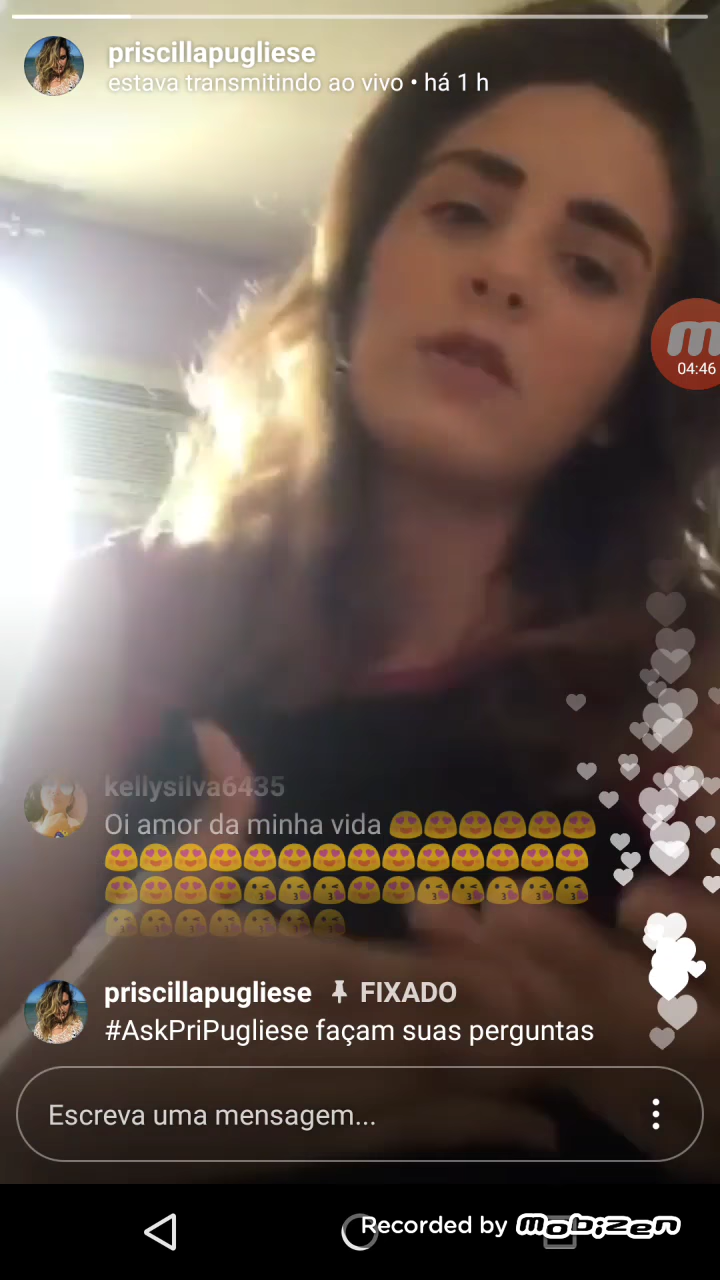 priscillapugliese
estava transmitindo ao vivo • há 1 h
m
04:46
kellysilva6435
Oi amor da minha vida 😍😍😍😍😍😍
😍😍😍😍😍😍😍😍😍😍😍😍😍😍
😍😍😍😍😘😘😘😍😍😘😘😘😘😘
😘😘😘😘😘😘😘
priscillapugliese FIXADO
#AskPriPugliese façam suas perguntas
Escreva uma mensagem...
Recorded by mobizen